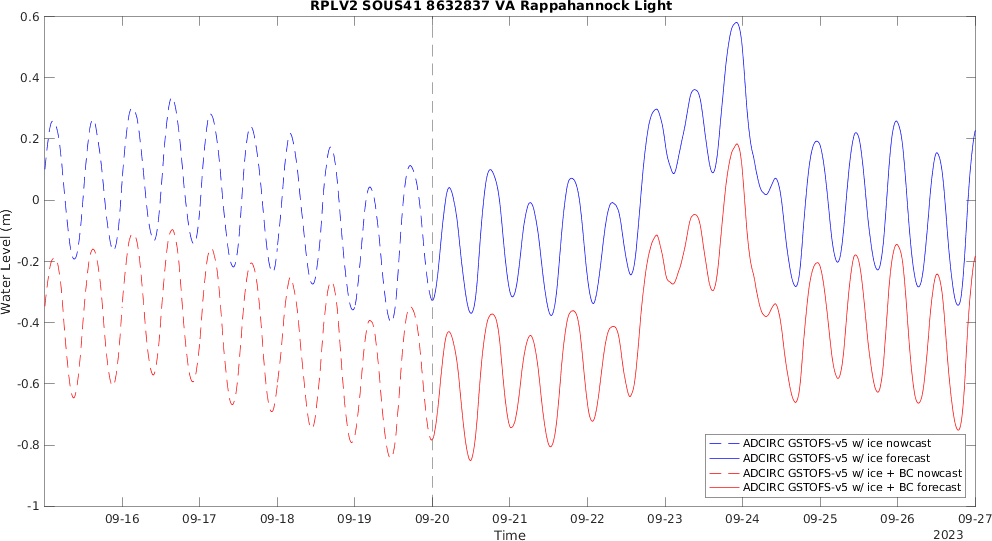 RPLV2 SOUS41 8632837 VA Rappahannock Light
0.6
0.4
0.2
0
-0.2
-0.4
-0.6
-0.8
-1
Water Level (m)
ADCIRC GSTOFS-v5 w/ ice nowcast
ADCIRC GSTOFS-v5 w/ ice forecast
ADCIRC GSTOFS-v5 w/ ice + BC nowcast
ADCIRC GSTOFS-v5 w/ ice + BC forecast
09-16 09-17 09-18 09-19 09-20 09-21 09-22 09-23 09-24 09-25 09-26 09-27
Time
2023